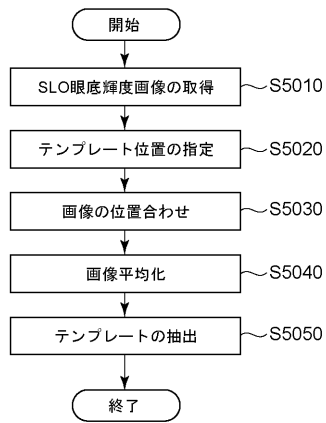 開始
SLO眼底輝度画像の取得 S5010
テンプレート位置の指定 S5020
画像の位置合わせ S5030
画像平均化 S5040
テンプレートの抽出 S5050
終了